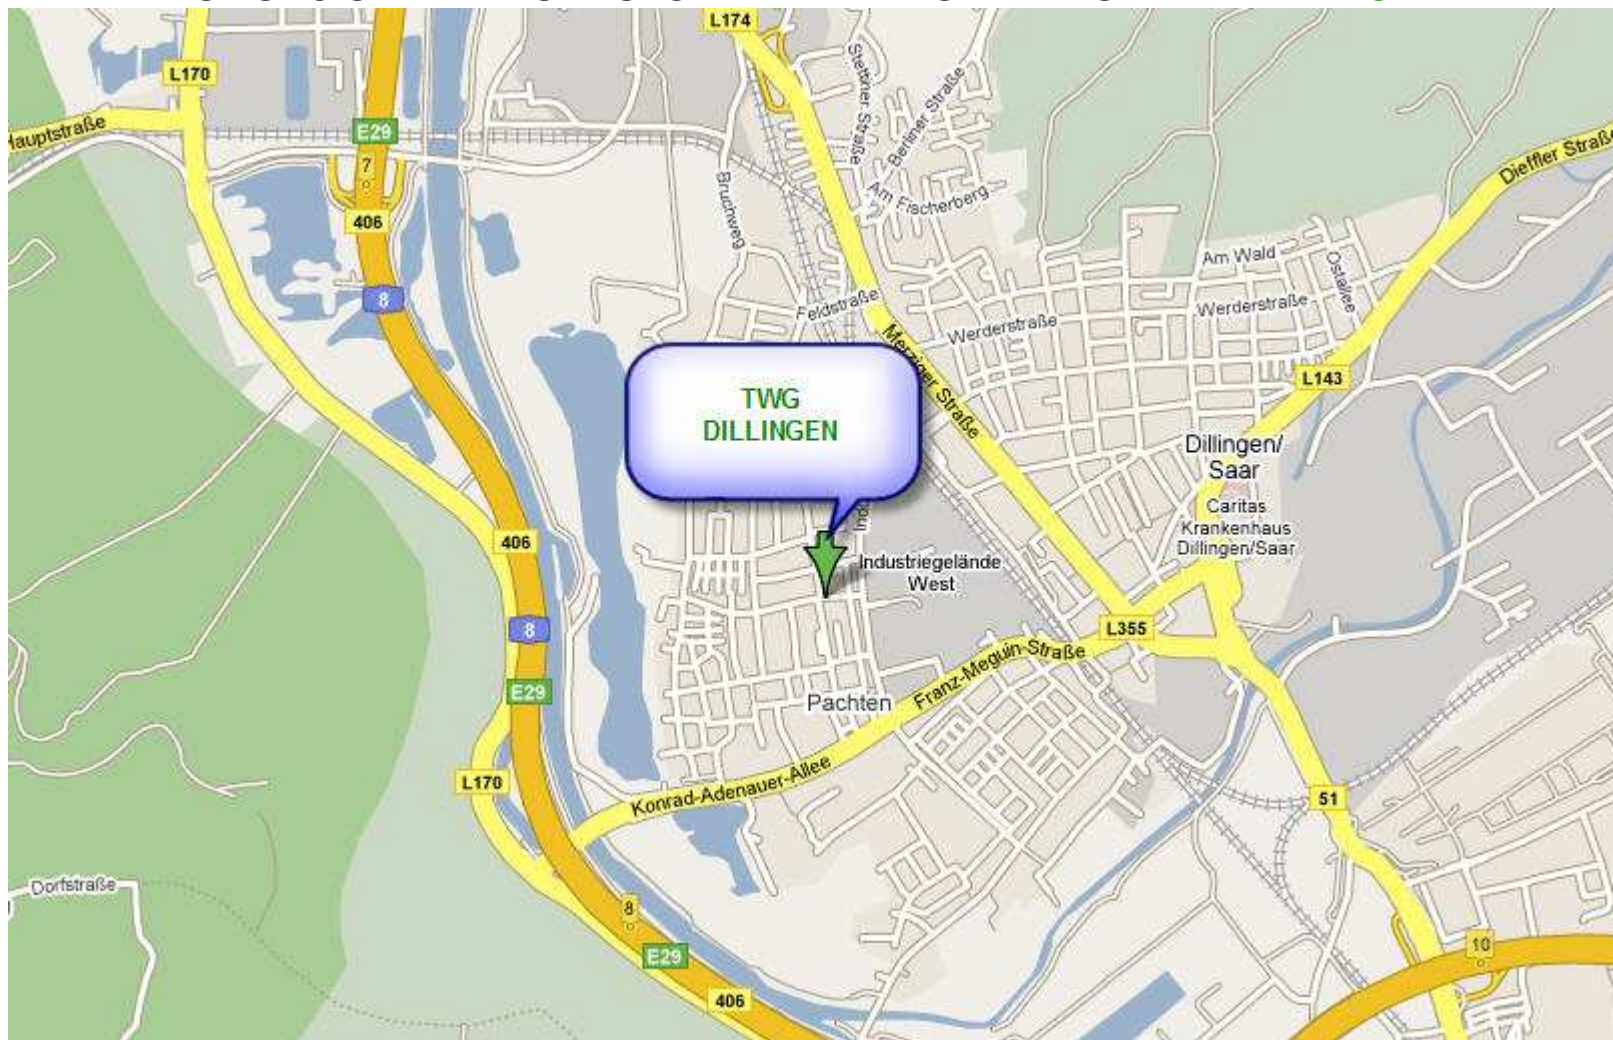 L174
L170
Hauptstraße
E29
7
406
8
Stettiner Straße
Berliner Straße
Am Fischerberg
Bruchweg
Dieffler Straße
Am Wald
Ostallee
Werderstraße
Feldstraße
Werderstraße
Merziger Straße
L143
TWG
DILLINGEN
Dillingen/
Saar
Caritas
Krankenhaus
Dillingen/Saar
406
Industriegelände
West
8
L355
Franz-Meguin-Straße
E29
Pachten
L170
Konrad-Adenauer-Allee
51
Dorfstraße
8
E29
10
406